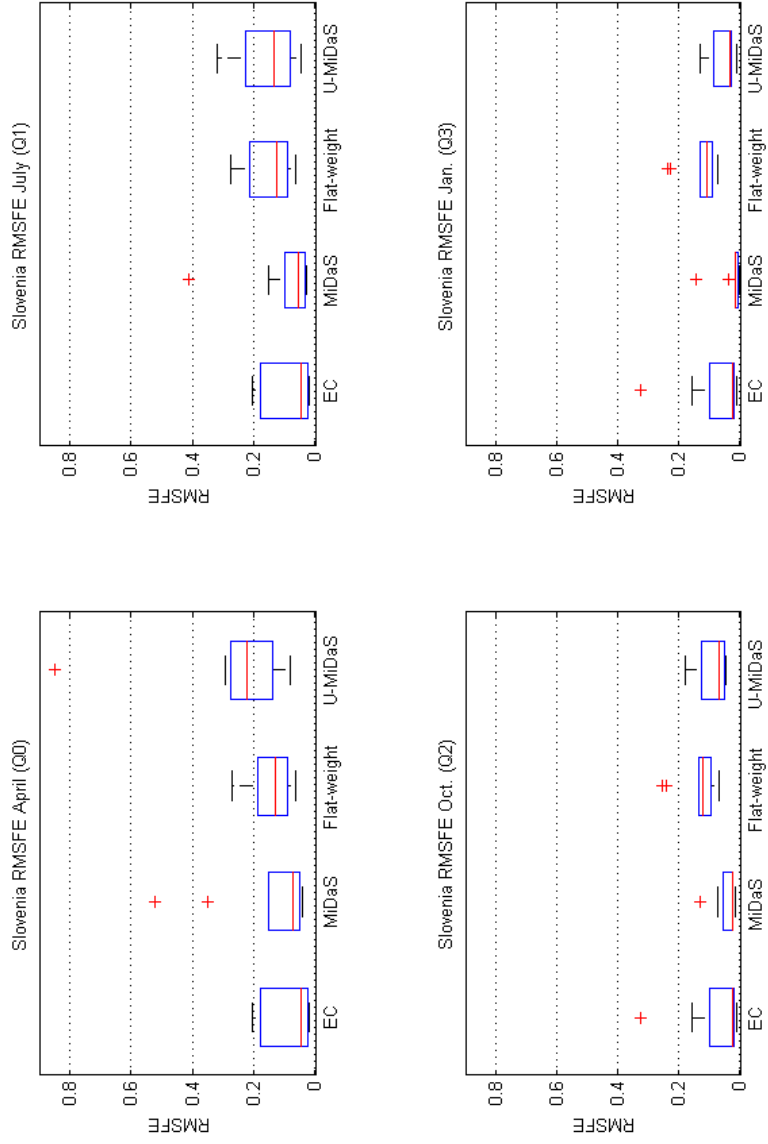 Slovenia RMSFE April (Q0)
RMSFE
0.8
0.6
0.4
0.2
0
EC
MiDaS
Flat-weight
U-MiDaS
Slovenia RMSFE July (Q1)
RMSFE
0.8
0.6
0.4
0.2
0
EC
MiDaS
Flat-weight
U-MiDaS
Slovenia RMSFE Oct. (Q2)
RMSFE
0.8
0.6
0.4
0.2
0
EC
MiDaS
Flat-weight
U-MiDaS
Slovenia RMSFE Jan. (Q3)
RMSFE
0.8
0.6
0.4
0.2
0
EC
MiDaS
Flat-weight
U-MiDaS